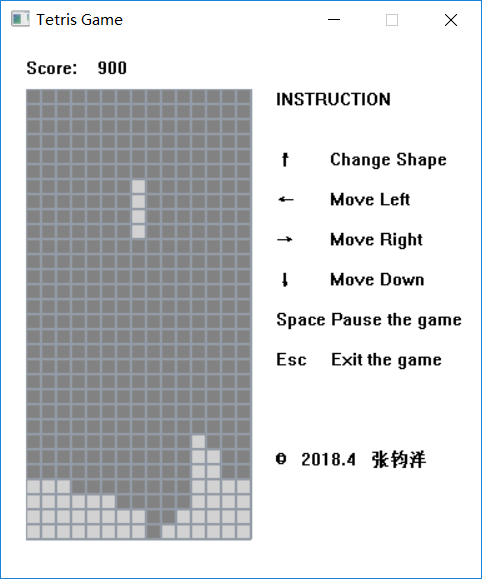 Tetris Game
Score: 900
INSTRUCTION
↑ Change Shape
← Move Left
→ Move Right
↓ Move Down
Space Pause the game
Esc Exit the game
© 2018.4 张钧洋